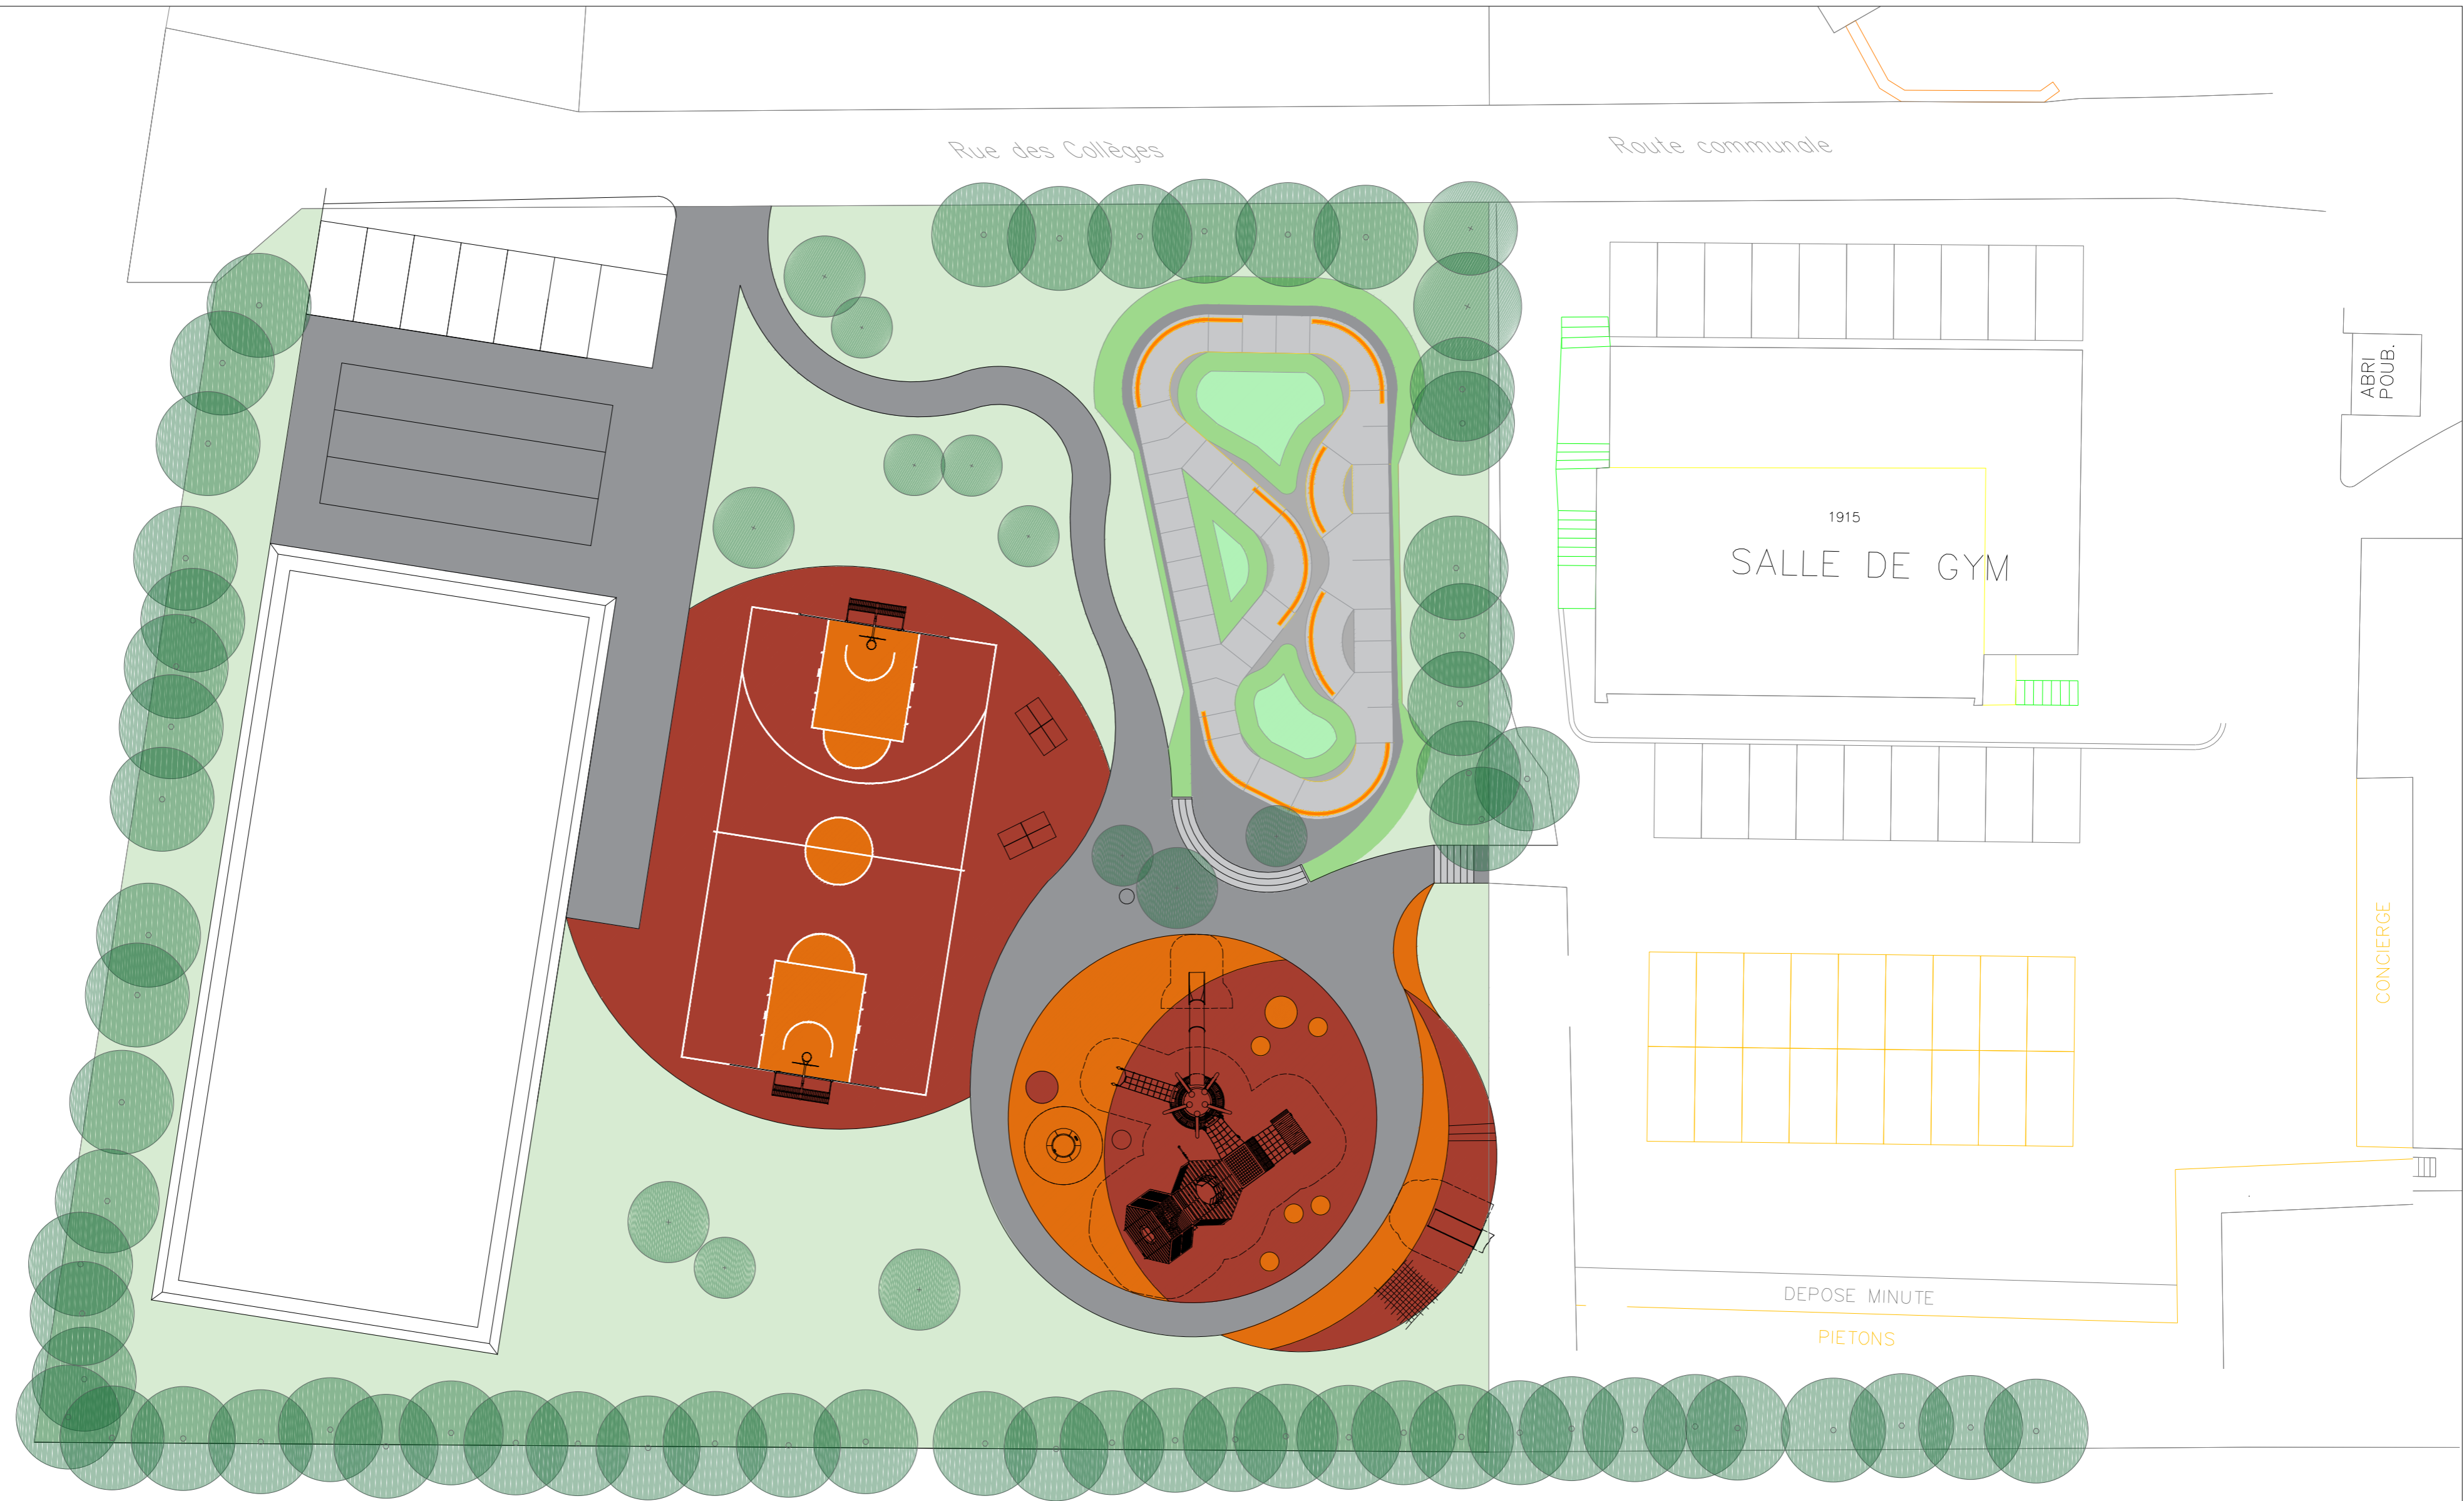 Rue des Collèges
Route communale
ABRI
POUB.
1915
SALLE DE GYM
CONCIERGE
DEPOSE MINUTE
PIETONS